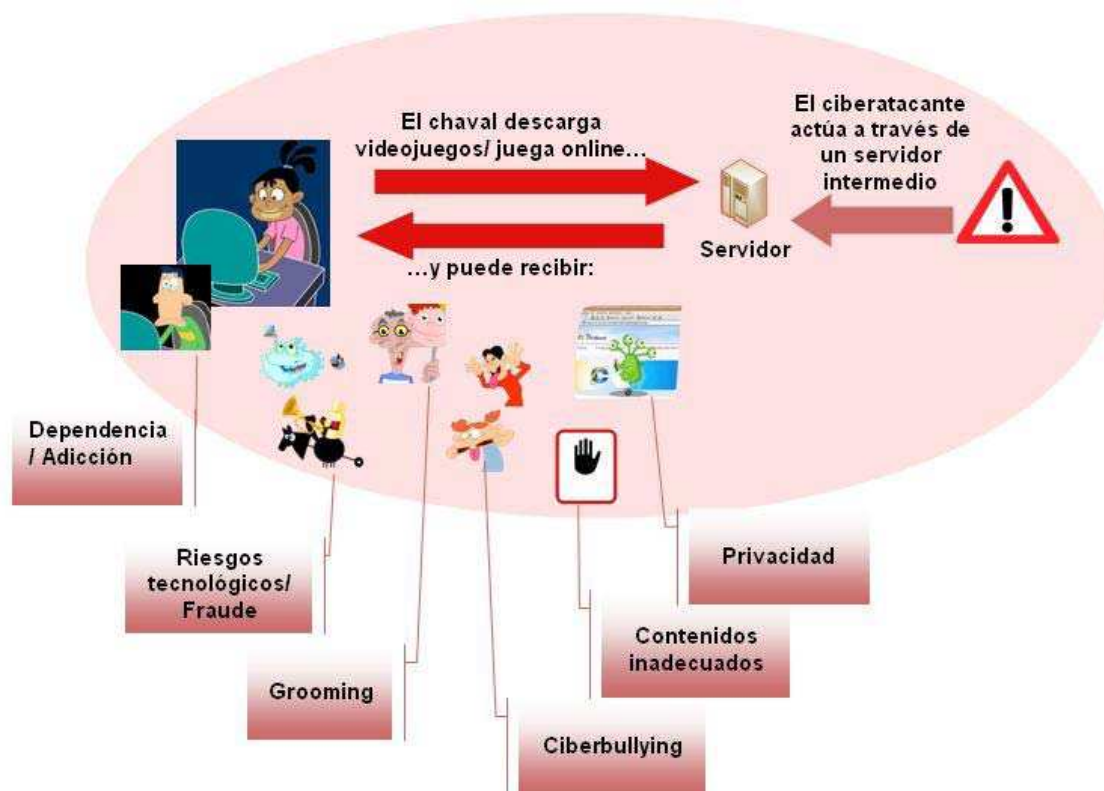 El chaval descarga
videojuegos/ juega online…
El ciberatacante
actúa a través de
un servidor
intermedio
Servidor
…y puede recibir:
Dependencia
/ Adicción
Riesgos
tecnológicos/
Fraude
Grooming
Ciberbullying
Contenidos
inadecuados
Privacidad